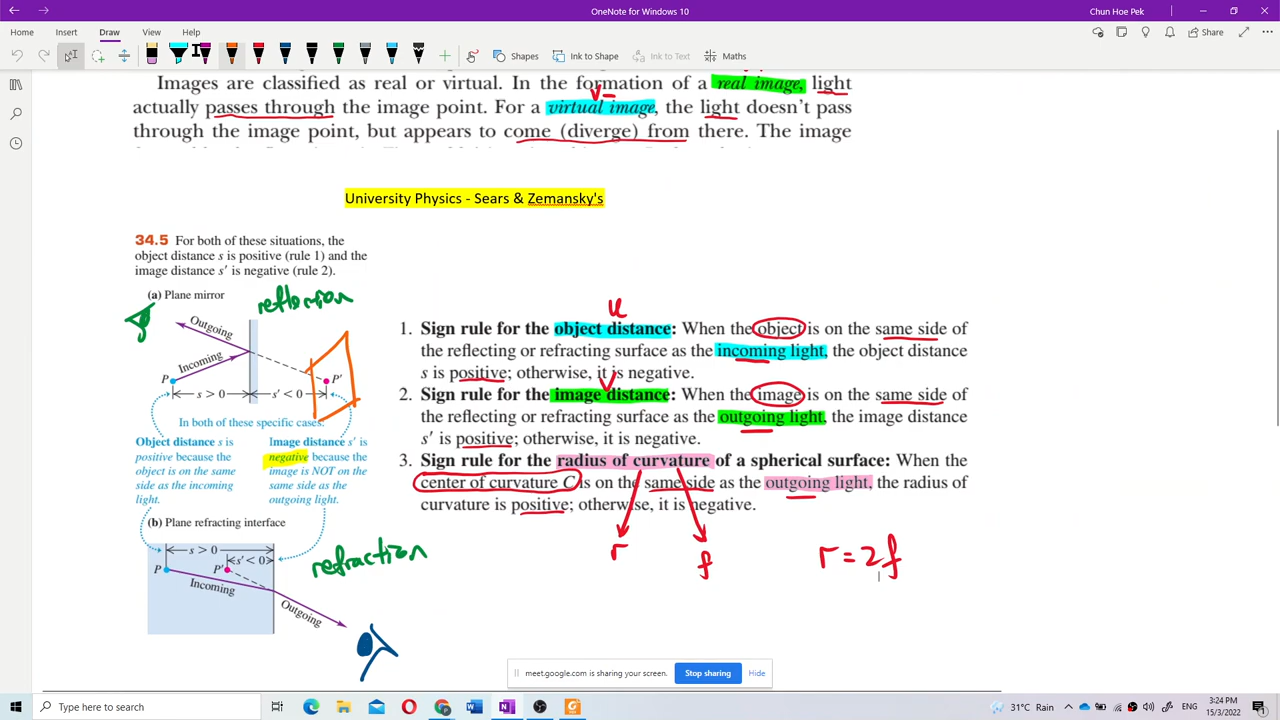 OneNote for Windows 10
Chun Hoe Pek
Home
Insert
Draw
View
Help
Share
Shapes
Ink to Shape
Ink to Text
Maths
Images are classified as real or virtual. In the formation of a real image, light
v-
actually passes through the image point. For a virtual image, the light doesn't pass
through the image point, but appears to come (diverge) from there. The image
University Physics - Sears & Zemansky's
34.5 For both of these situations, the
object distance s is positive (rule 1) and the
image distance s′ is negative (rule 2).
(a) Plane mirror
reflexion
Outgoing
Incoming
P
P′
s > 0
s′ < 0
In both of these specific cases:
Object distance s is
positive because the
object is on the same
side as the incoming
light.
Image distance s′ is
negative because the
image is NOT on the
same side as the
outgoing light.
(b) Plane refracting interface
s > 0
s′ < 0
P
P′
Incoming
Outgoing
refraction
u
1. Sign rule for the object distance: When the object is on the same side of
the reflecting or refracting surface as the incoming light, the object distance
s is positive; otherwise, it is negative.
v
2. Sign rule for the image distance: When the image is on the same side of
the reflecting or refracting surface as the outgoing light, the image distance
s′ is positive; otherwise, it is negative.
3. Sign rule for the radius of curvature of a spherical surface: When the
center of curvature C is on the same side as the outgoing light, the radius of
curvature is positive; otherwise, it is negative.
r
f
r = 2f
meet.google.com is sharing your screen.
Stop sharing
Hide
Type here to search
31°C Rain
3:24 PM
15/3/2022